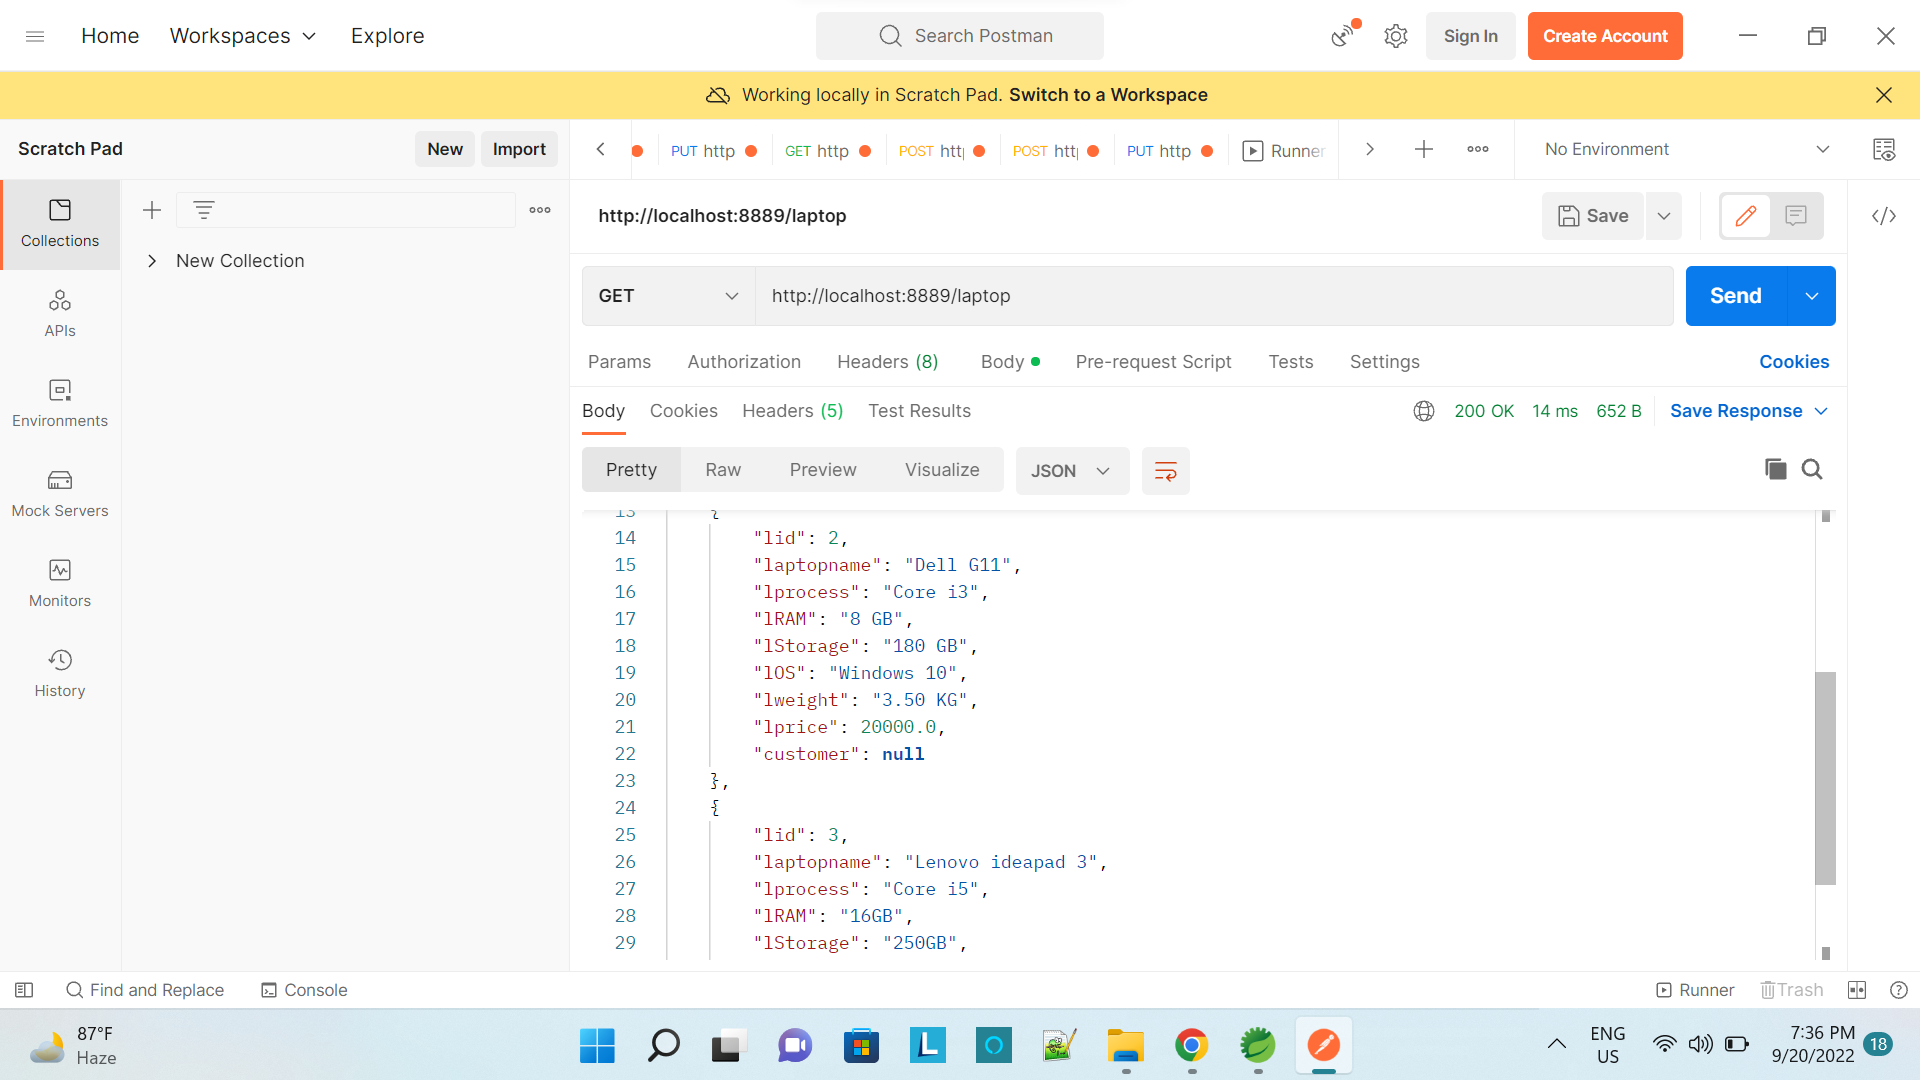 Home
Workspaces
Explore
Search Postman
Sign In
Create Account
Working locally in Scratch Pad. Switch to a Workspace
Scratch Pad
New
Import
PUT http
GET http
POST htt
POST htt
PUT http
Runner
No Environment
Collections
APIs
Environments
Mock Servers
Monitors
History
New Collection
http://localhost:8889/laptop
Save
GET
http://localhost:8889/laptop
Send
Params
Authorization
Headers (8)
Body
Pre-request Script
Tests
Settings
Cookies
Body
Cookies
Headers (5)
Test Results
200 OK
14 ms
652 B
Save Response
Pretty
Raw
Preview
Visualize
JSON
13 {
14 "lid": 2,
15 "laptopname": "Dell G11",
16 "lprocess": "Core i3",
17 "lRAM": "8 GB",
18 "lStorage": "180 GB",
19 "lOS": "Windows 10",
20 "lweight": "3.50 KG",
21 "lprice": 20000.0,
22 "customer": null
23 },
24 {
25 "lid": 3,
26 "laptopname": "Lenovo ideapad 3",
27 "lprocess": "Core i5",
28 "lRAM": "16GB",
29 "lStorage": "250GB",
Find and Replace
Console
Runner
Trash
87°F
Haze
L
ENG
US
7:36 PM
9/20/2022
18